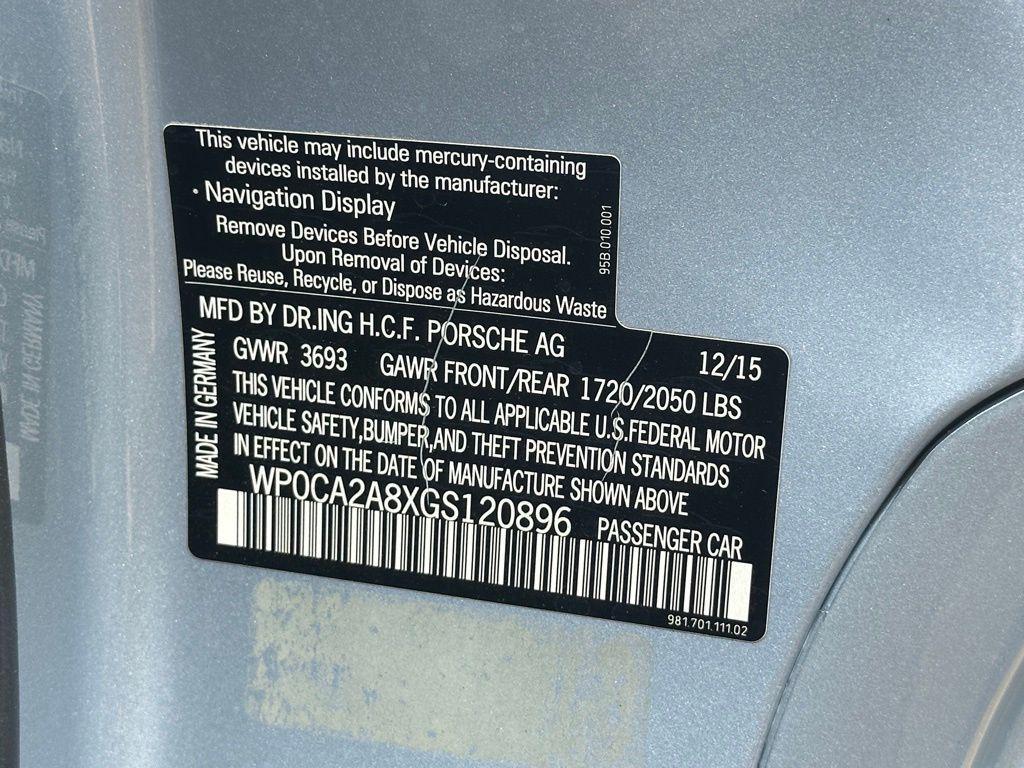 This vehicle may include mercury-containing
devices installed by the manufacturer:
· Navigation Display
Remove Devices Before Vehicle Disposal.
Upon Removal of Devices:
Please Reuse, Recycle, or Dispose as Hazardous Waste
95B.010.001
MFD BY DR.ING H.C.F. PORSCHE AG 12/15
GVWR 3693 GAWR FRONT/REAR 1720/2050 LBS
THIS VEHICLE CONFORMS TO ALL APPLICABLE U.S.FEDERAL MOTOR
VEHICLE SAFETY,BUMPER,AND THEFT PREVENTION STANDARDS
IN EFFECT ON THE DATE OF MANUFACTURE SHOWN ABOVE
WP0CA2A8XGS120896 PASSENGER CAR
MADE IN GERMANY
981.701.111.02